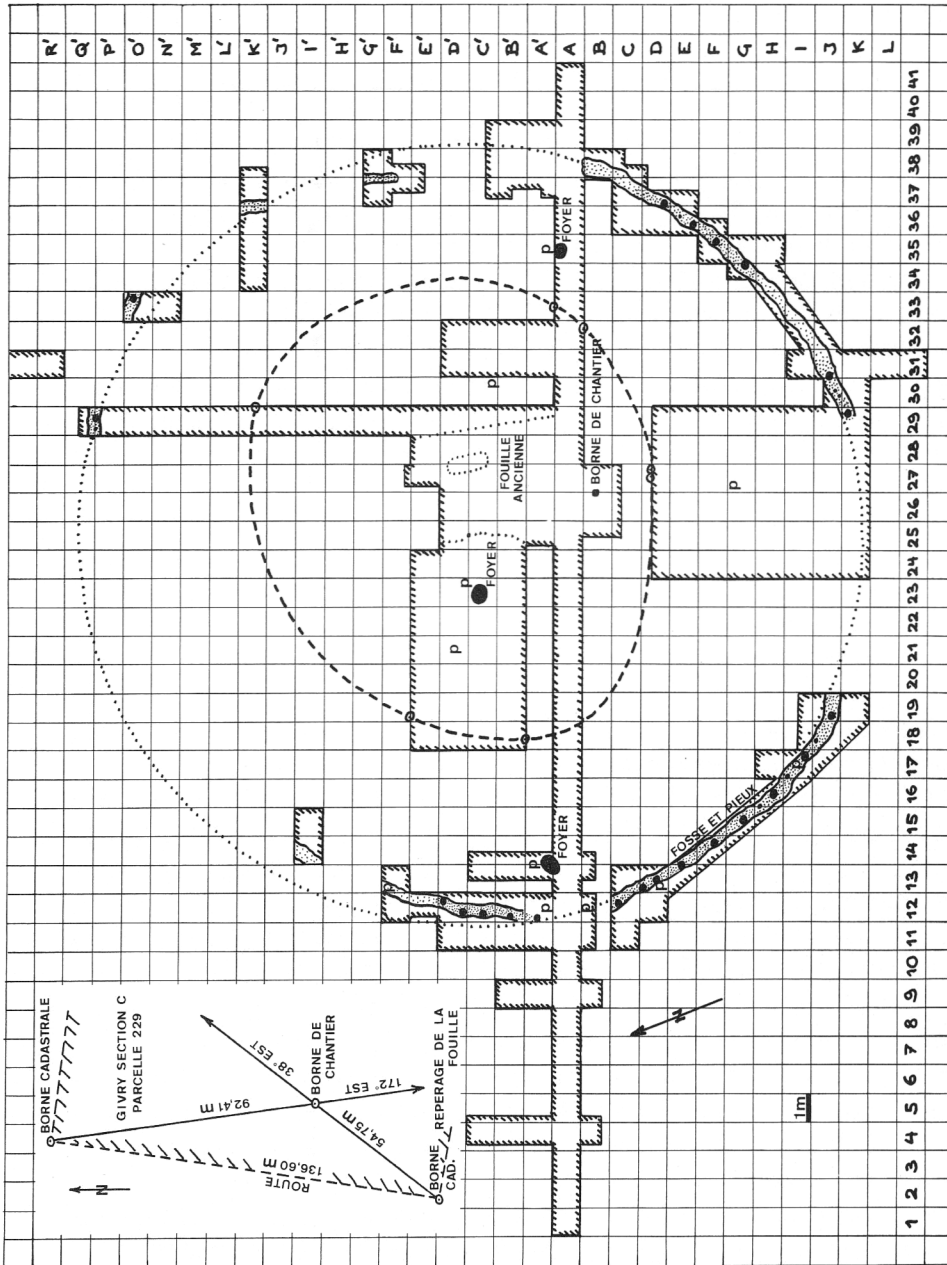 R' Q' P' O' N' M' L' K' J' I' H' G' F' E' D' C' B' A' A B C D E F G H I J K L
1 2 3 4 5 6 7 8 9 10 11 12 13 14 15 16 17 18 19 20 21 22 23 24 25 26 27 28 29 30 31 32 33 34 35 36 37 38 39 40 41
BORNE CADASTRALE
GIVRY SECTION C
PARCELLE 229
N
ROUTE
136,60 m
92,41 m
38° EST
BORNE DE
CHANTIER
172° EST
54,75 m
BORNE
CAD.
REPERAGE DE LA
FOUILLE
P
FOYER
P
P
FOYER
FOUILLE
ANCIENNE
P
BORNE DE CHANTIER
P
FOYER
P
P
P
P
P
FOSSE ET PIEUX
N
1m